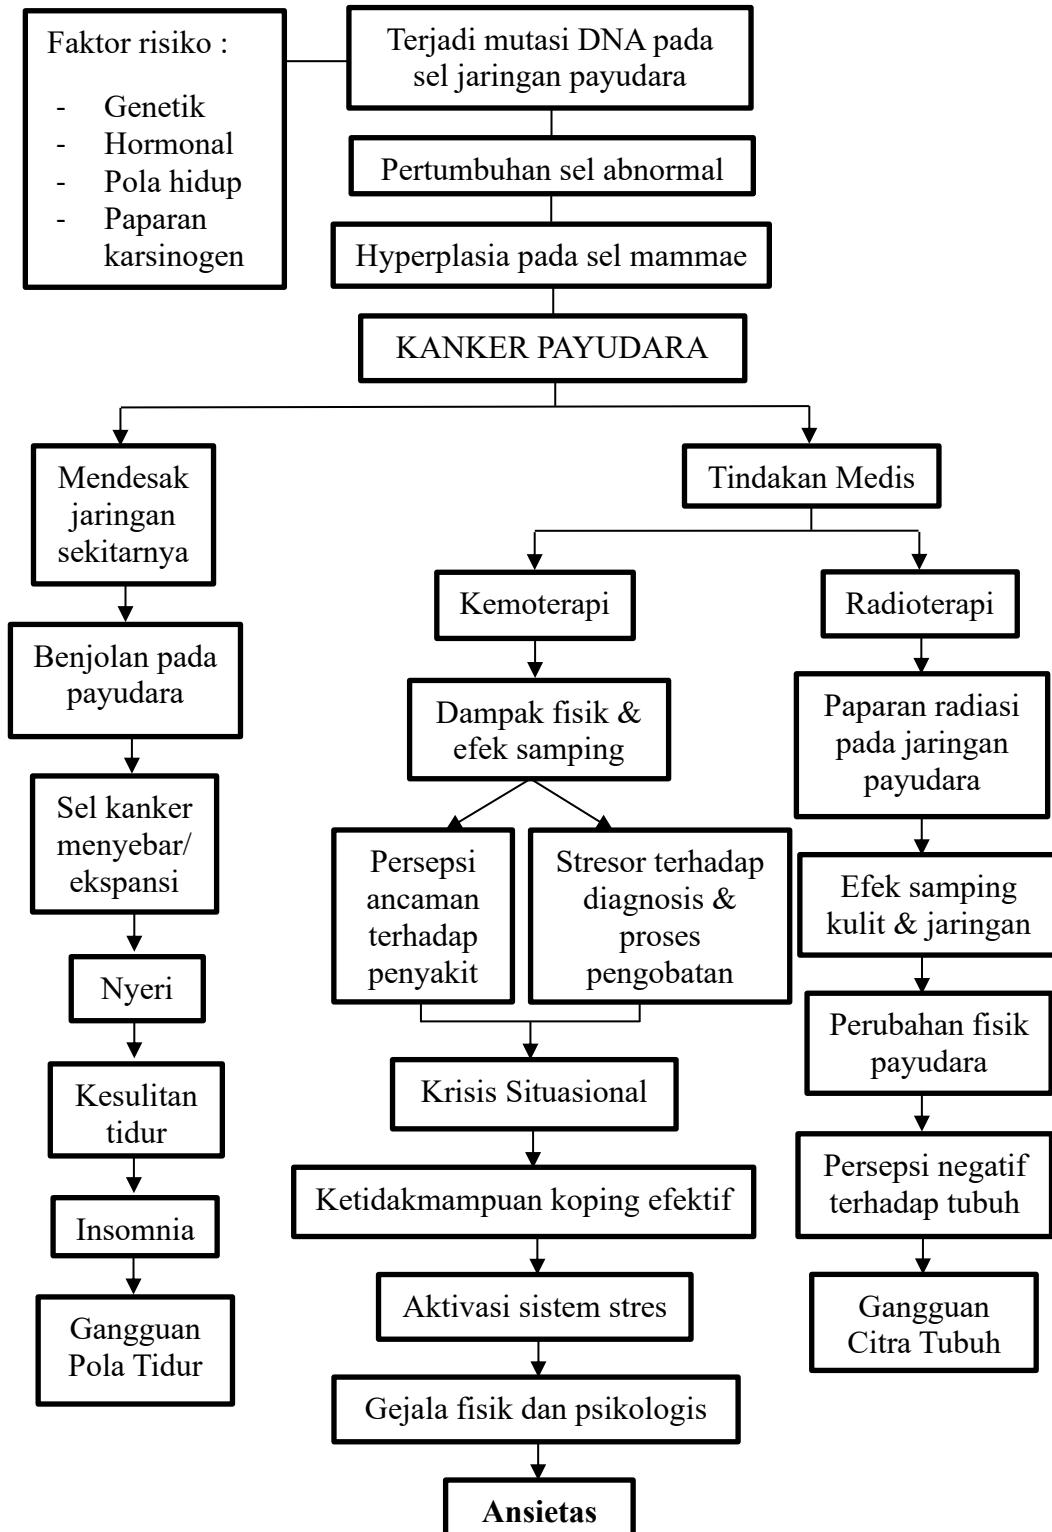 Faktor risiko :
- Genetik
- Hormonal
- Pola hidup
- Paparan
karsinogen
Terjadi mutasi DNA pada
sel jaringan payudara
Pertumbuhan sel abnormal
Hyperplasia pada sel mammae
KANKER PAYUDARA
Mendesak
jaringan
sekitarnya
Benjolan pada
payudara
Sel kanker
menyebar/
ekspansi
Nyeri
Kesulitan
tidur
Insomnia
Gangguan
Pola Tidur
Tindakan Medis
Kemoterapi
Dampak fisik &
efek samping
Persepsi
ancaman
terhadap
penyakit
Stresor terhadap
diagnosis &
proses
pengobatan
Krisis Situasional
Ketidakmampuan koping efektif
Aktivasi sistem stres
Gejala fisik dan psikologis
Ansietas
Radioterapi
Paparan radiasi
pada jaringan
payudara
Efek samping
kulit & jaringan
Perubahan fisik
payudara
Persepsi negatif
terhadap tubuh
Gangguan
Citra Tubuh